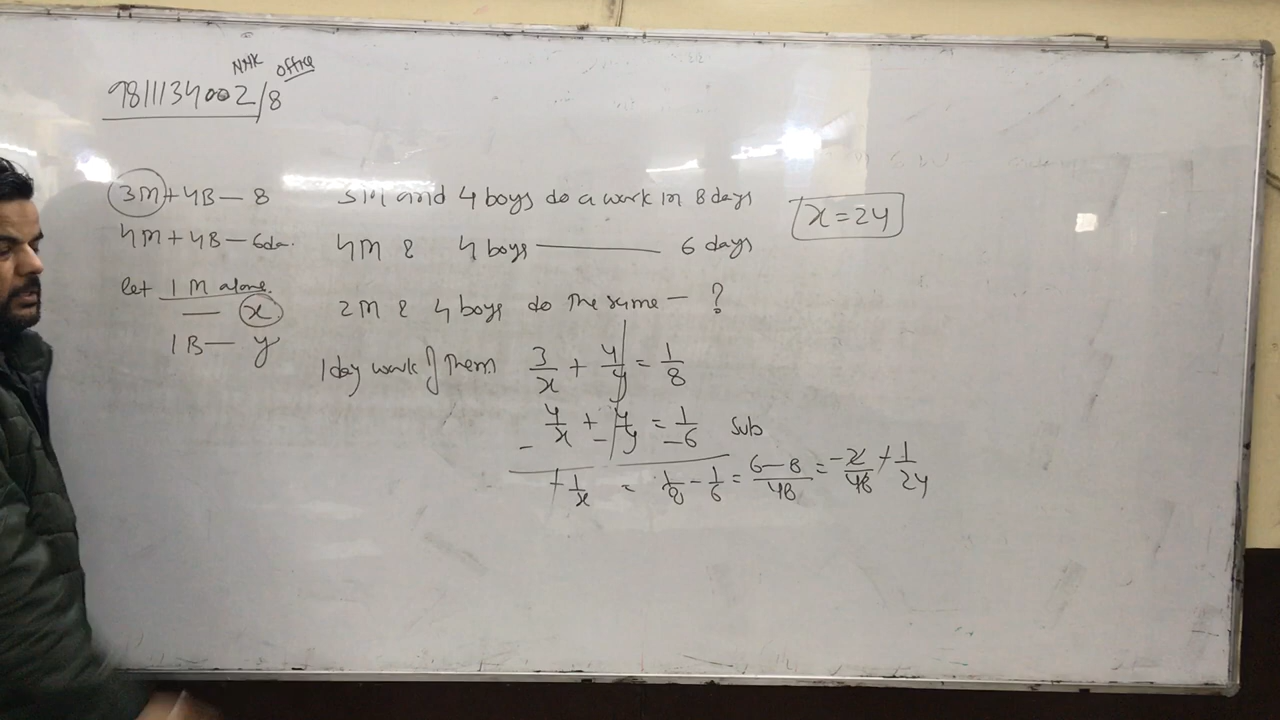 NHK office
9811134002/8
3M+4B-8
4M+4B-6da.
let 1 M alone.
— x
1B- y
3M and 4 boys do a work in 8 days
4M & 4 boys ——— 6 days
2M & 4 boys do the same - ?
x=24
1 day work of them 3/x + 4/y = 1/8
- 4/x + - 4/y = - 1/6 sub
+ 1/x = 1/8 - 1/6 = 6-8/48 = -2/48 + 1/24